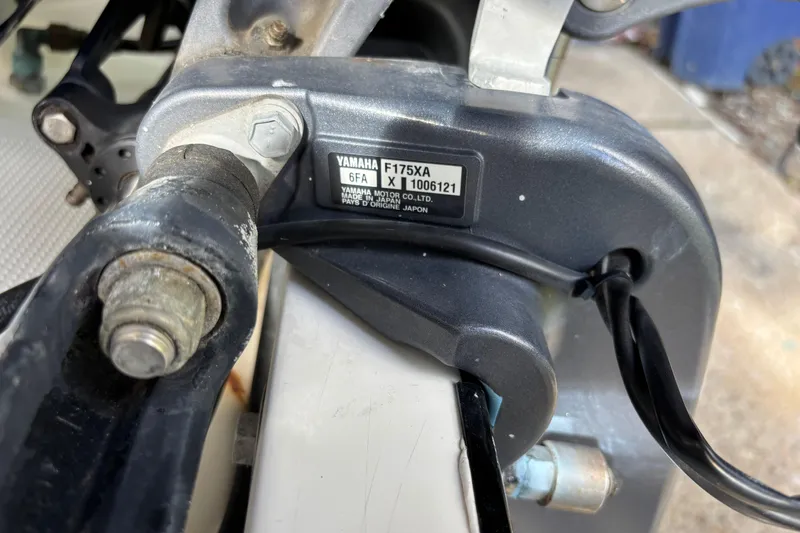 YAMAHA F175XA
6FA X 1006121
YAMAHA MOTOR CO., LTD.
MADE IN JAPAN
PAYS D'ORIGINE JAPON